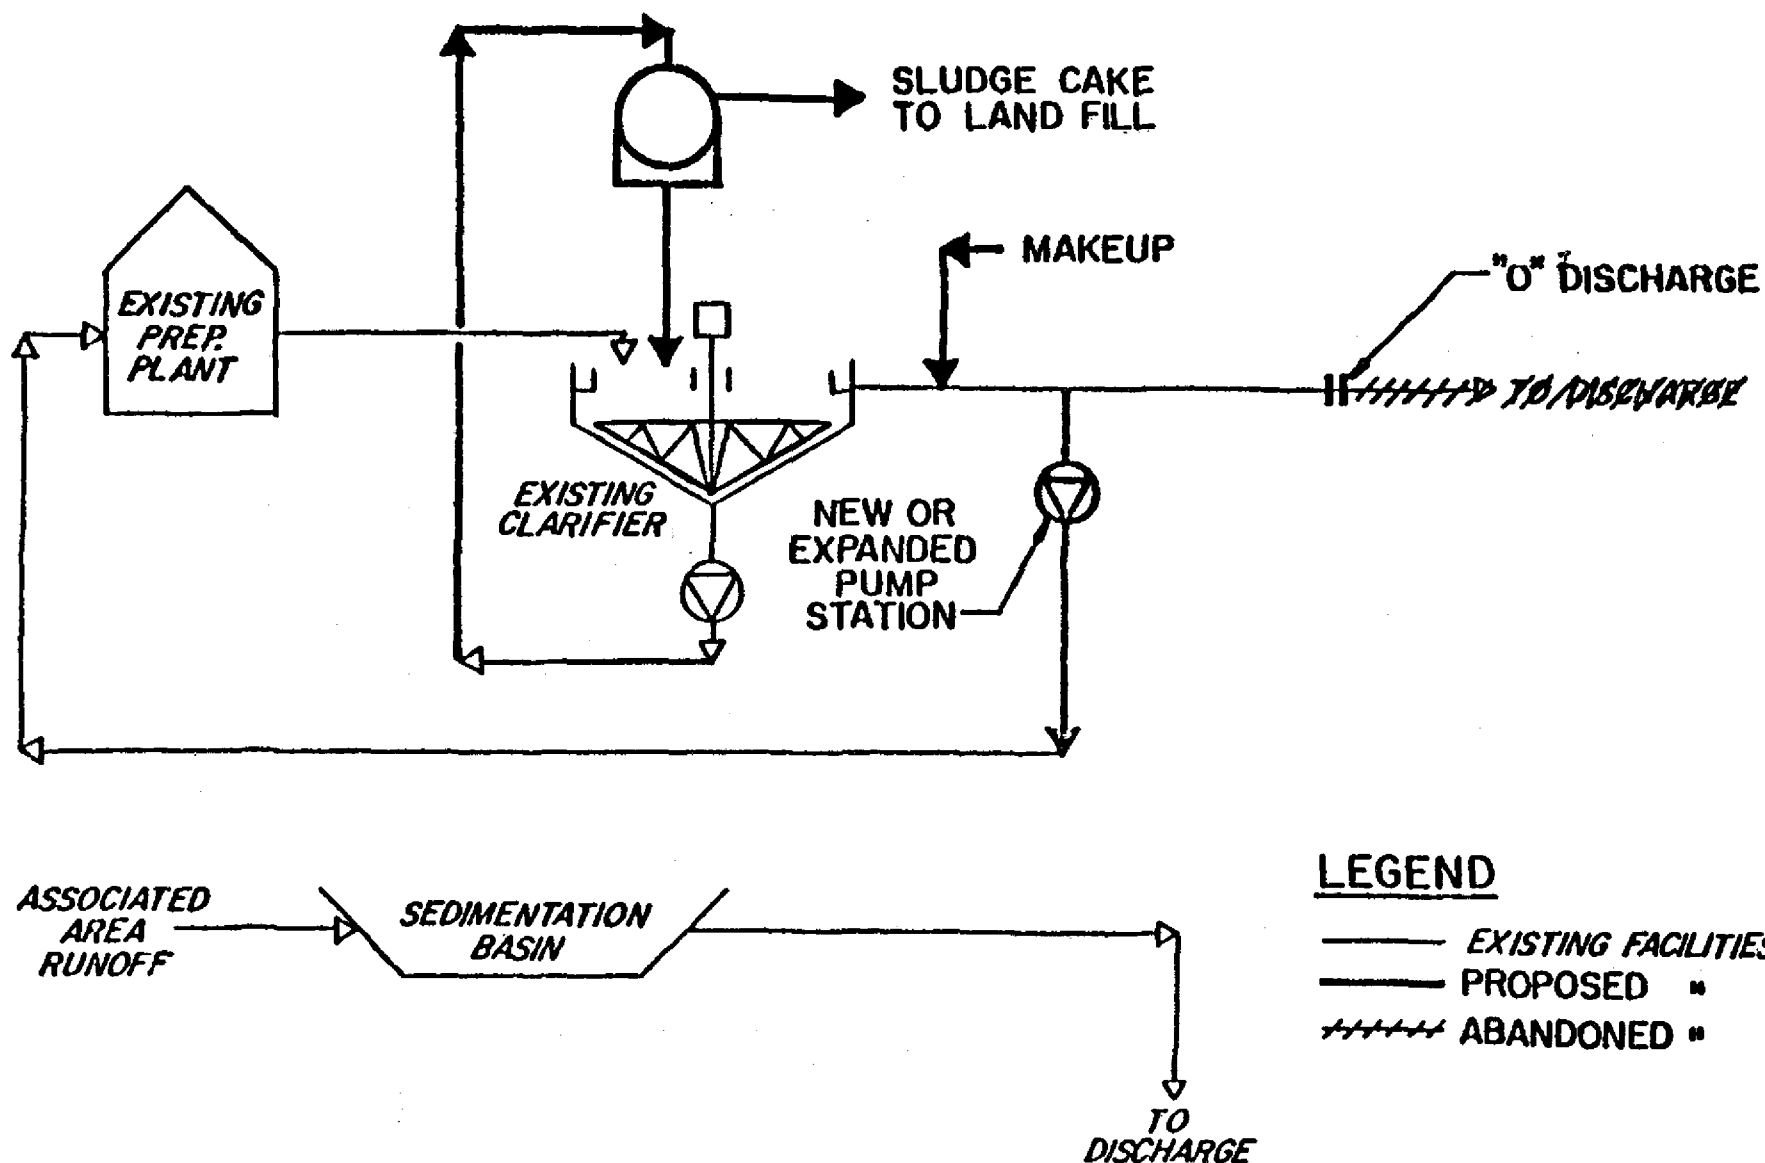 SLUDGE CAKE
TO LAND FILL
MAKEUP
"O" DISCHARGE
EXISTING
PREP.
PLANT
TO DISCHARGE
EXISTING
CLARIFIER
NEW OR
EXPANDED
PUMP
STATION
ASSOCIATED
AREA
RUNOFF
SEDIMENTATION
BASIN
TO
DISCHARGE
LEGEND
EXISTING FACILITIES
PROPOSED "
ABANDONED "